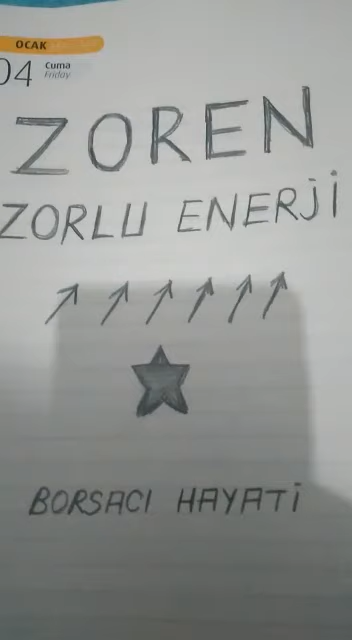 OCAK
04 Cuma
Friday
ZOREN
ZORLU ENERJİ
BORSACI HAYATİ